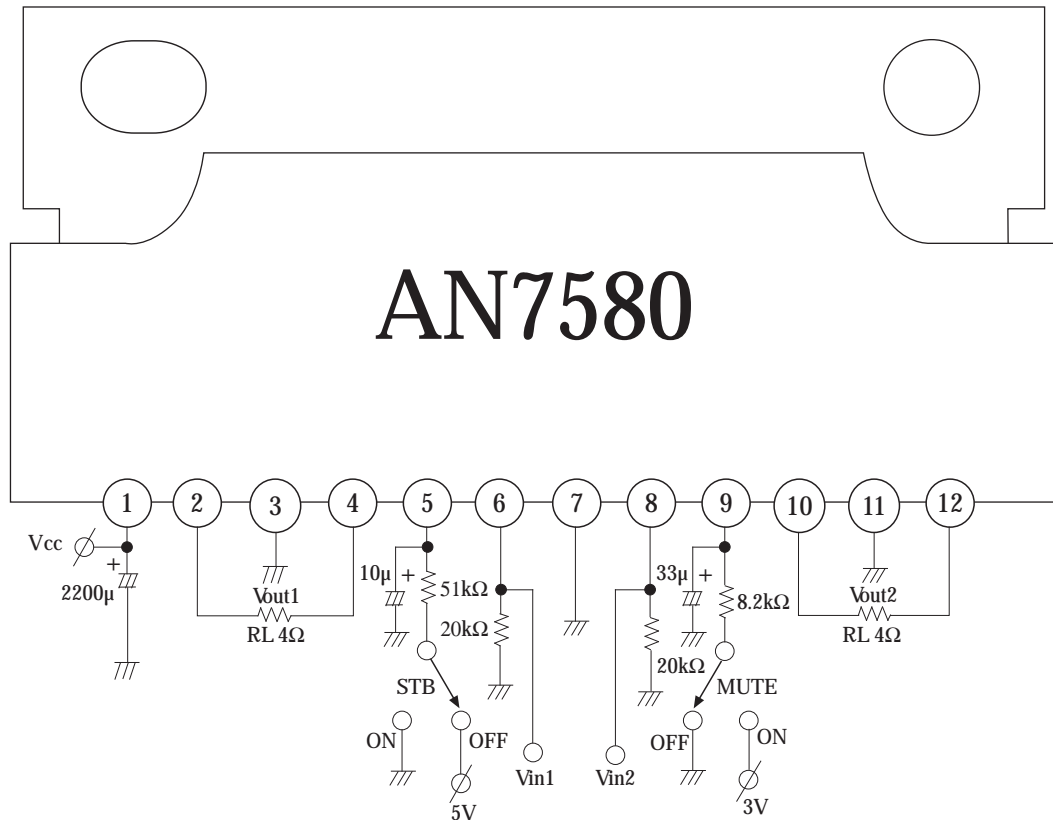 AN7580
1 2 3 4 5 6 7 8 9 10 11 12
Vcc
+
2200µ
Vout1
RL 4Ω
10µ +
51kΩ
20kΩ
33µ +
8.2kΩ
20kΩ
Vout2
RL 4Ω
STB
ON
OFF
5V
Vin1
Vin2
MUTE
OFF
ON
3V